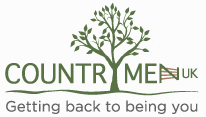 COUNTRYMEN UK
Getting back to being you